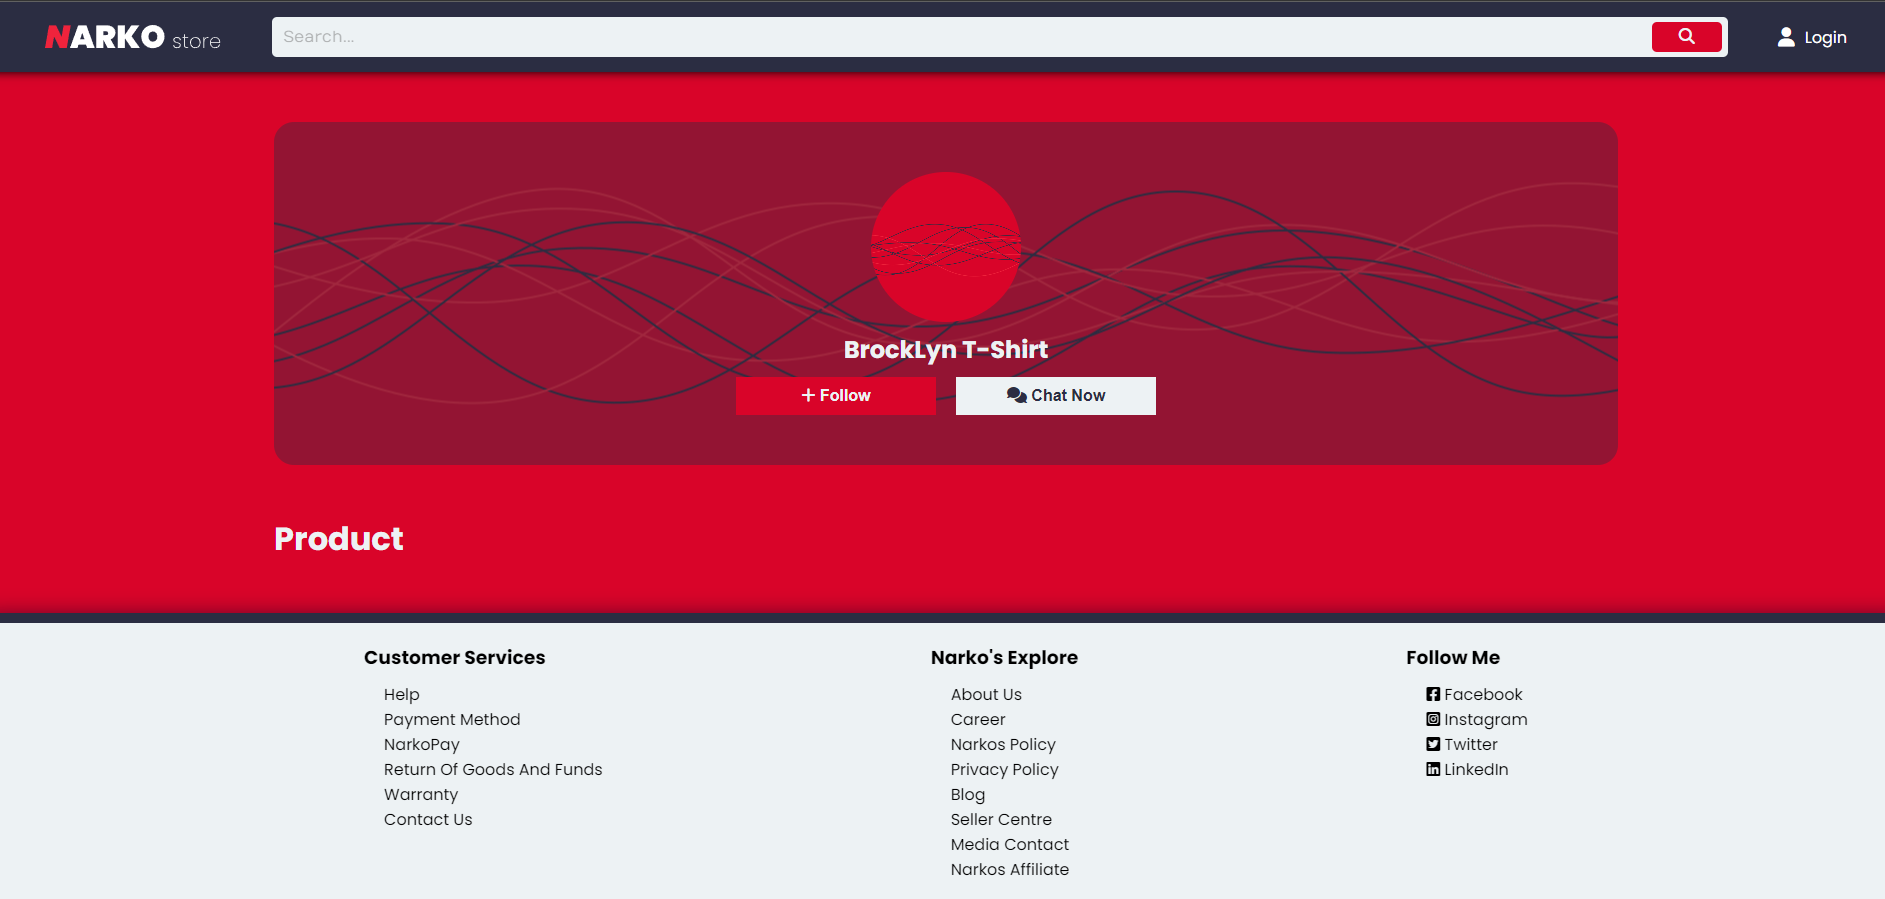 NARKO store
Search...
Login
BrockLyn T-Shirt
Follow
Chat Now
Product
Customer Services
Help
Payment Method
NarkoPay
Return Of Goods And Funds
Warranty
Contact Us
Narko's Explore
About Us
Career
Narkos Policy
Privacy Policy
Blog
Seller Centre
Media Contact
Narkos Affiliate
Follow Me
Facebook
Instagram
Twitter
LinkedIn